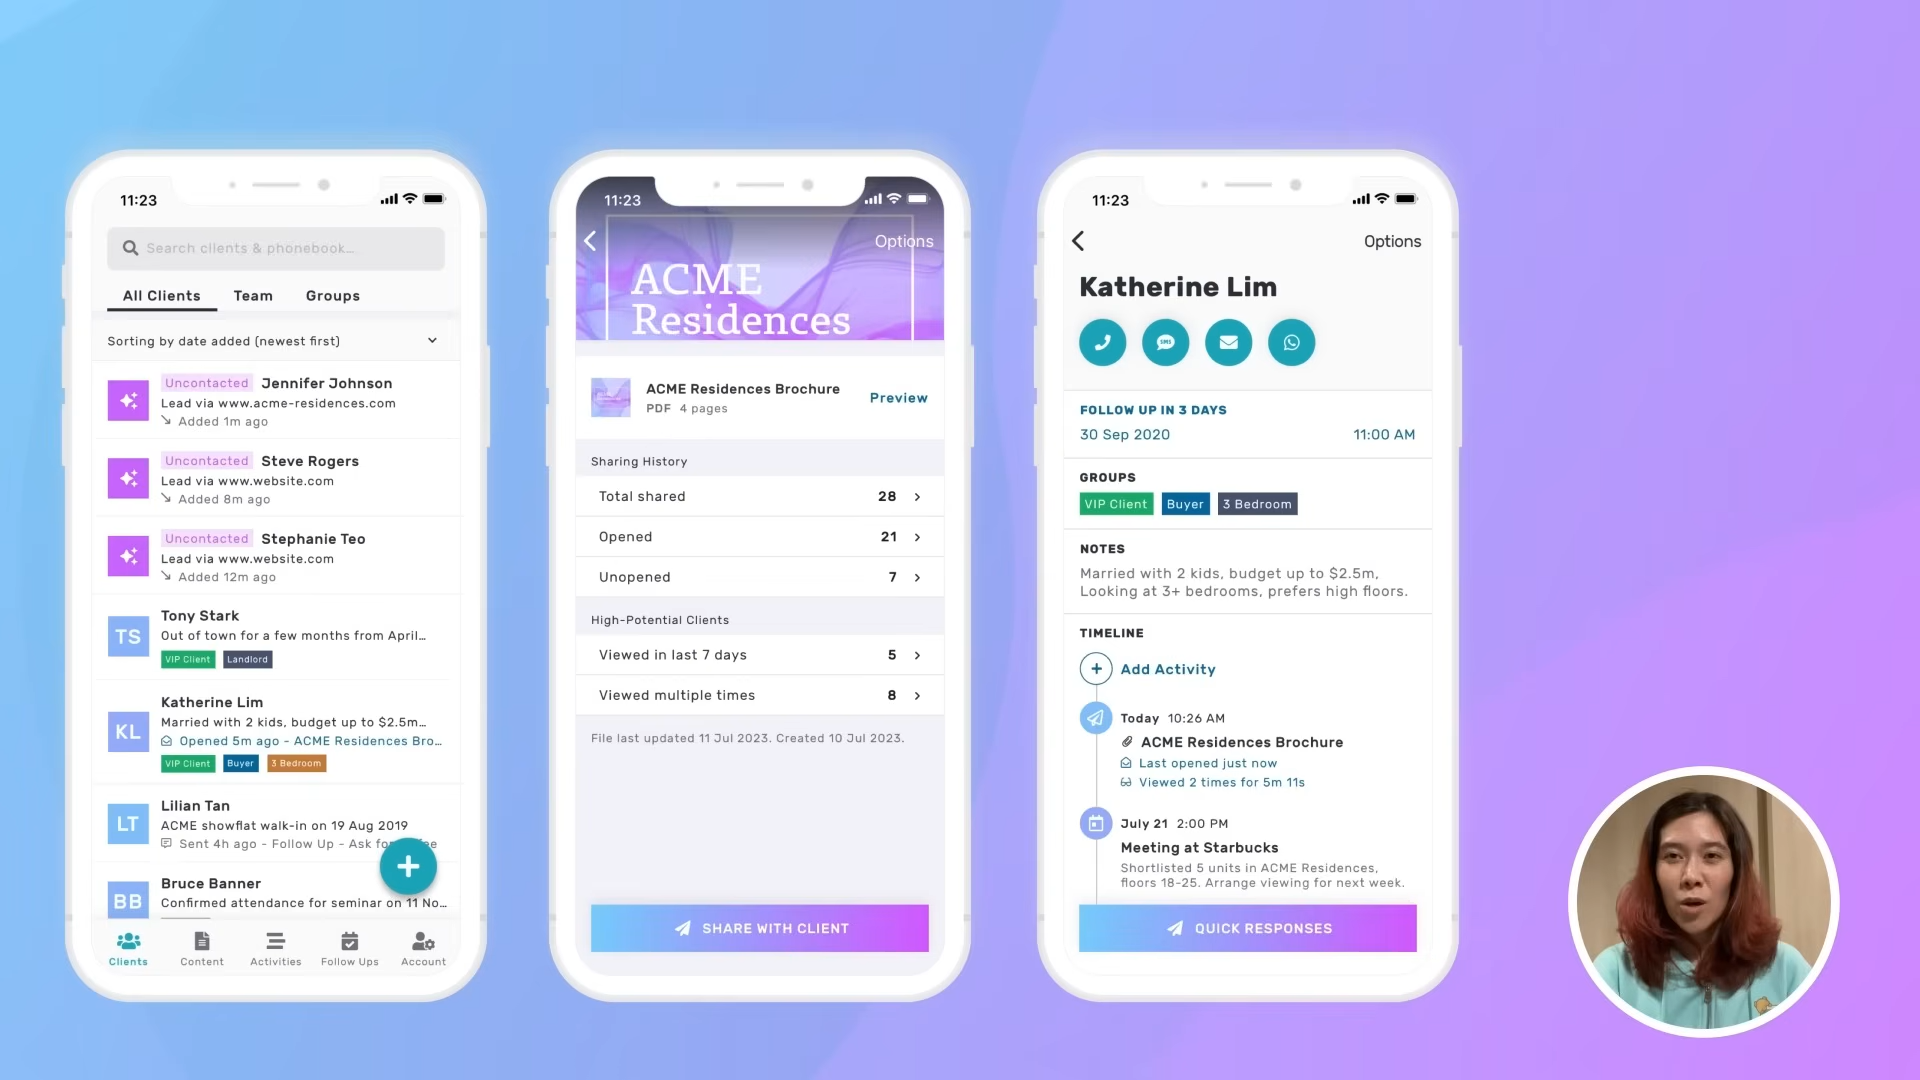 11:23
Search clients & phonebook...
All Clients Team Groups
Sorting by date added (newest first)
Uncontacted Jennifer Johnson
Lead via www.acme-residences.com
Added 1m ago
Uncontacted Steve Rogers
Lead via www.website.com
Added 8m ago
Uncontacted Stephanie Teo
Lead via www.website.com
Added 12m ago
TS
Tony Stark
Out of town for a few months from April...
VIP Client Landlord
KL
Katherine Lim
Married with 2 kids, budget up to $2.5m...
Opened 5m ago - ACME Residences Bro...
VIP Client Buyer 3 Bedroom
LT
Lilian Tan
ACME showflat walk-in on 19 Aug 2019
Sent 4h ago - Follow Up - Ask for
BB
Bruce Banner
Confirmed attendance for seminar on 11 No...
Clients Content Activities Follow Ups Account
11:23
Options
ACME
Residences
ACME Residences Brochure
PDF 4 pages
Preview
Sharing History
Total shared 28
Opened 21
Unopened 7
High-Potential Clients
Viewed in last 7 days 5
Viewed multiple times 8
File last updated 11 Jul 2023. Created 10 Jul 2023.
SHARE WITH CLIENT
11:23
Options
Katherine Lim
SMS
FOLLOW UP IN 3 DAYS
30 Sep 2020 11:00 AM
GROUPS
VIP Client Buyer 3 Bedroom
NOTES
Married with 2 kids, budget up to $2.5m,
Looking at 3+ bedrooms, prefers high floors.
TIMELINE
Add Activity
Today 10:26 AM
ACME Residences Brochure
Last opened just now
Viewed 2 times for 5m 11s
July 21 2:00 PM
Meeting at Starbucks
Shortlisted 5 units in ACME Residences,
floors 18-25. Arrange viewing for next week.
QUICK RESPONSES